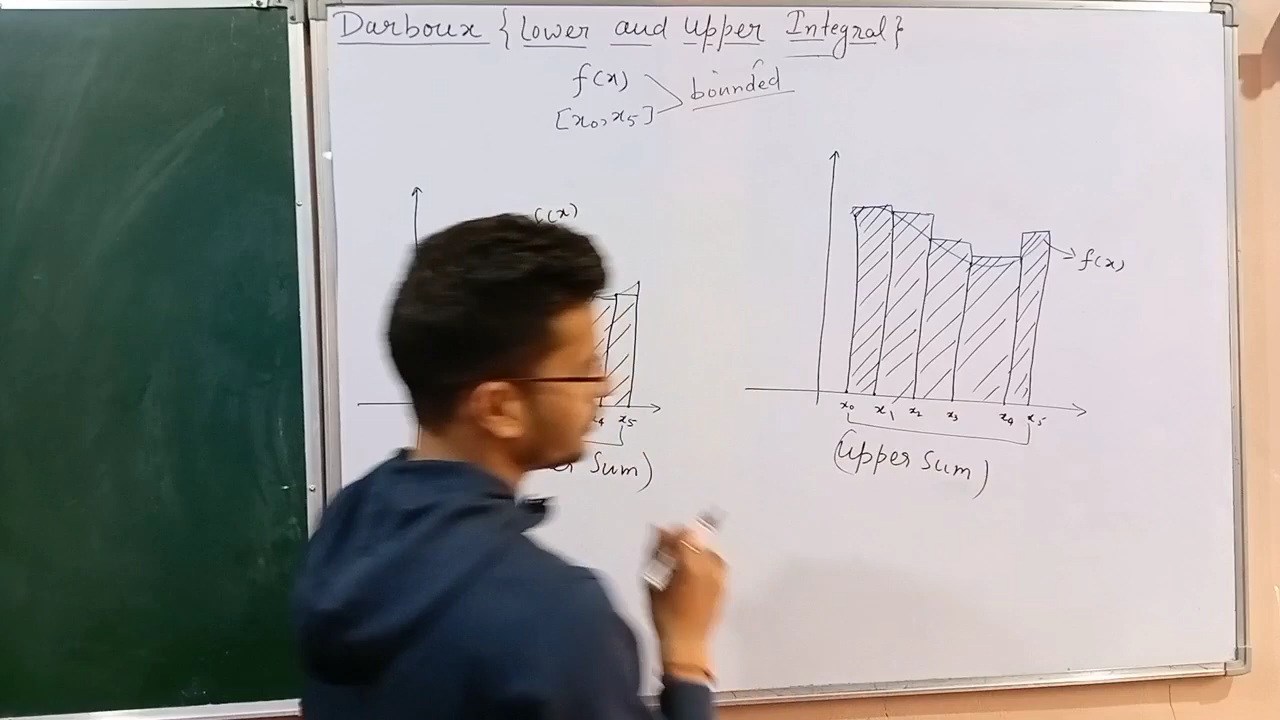 Darboux {Lower and Upper Integral}
f(x)
[x₀, x₅]
bounded
f(x)
x₅
Sum)
f(x)
x₀ x₁ x₂ x₃ x₄ x₅
(Upper Sum)